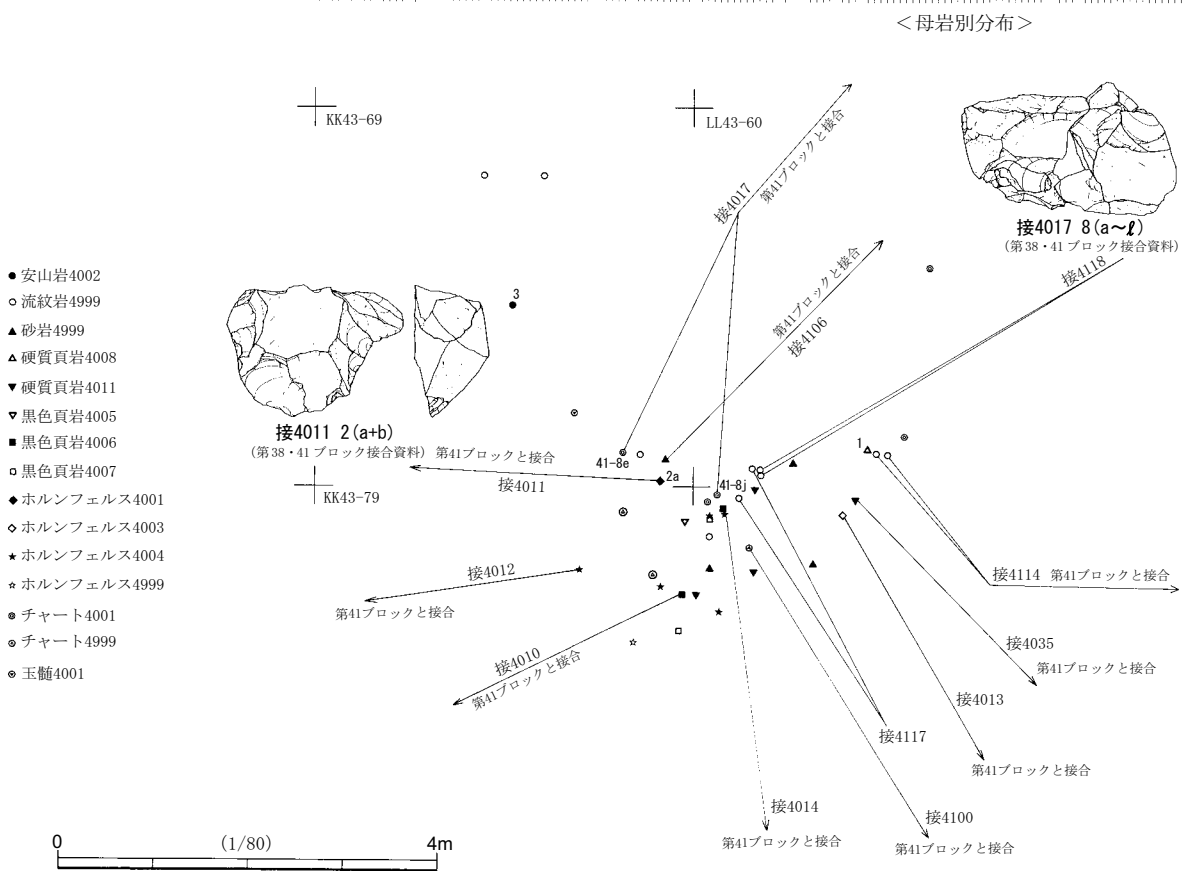 ＜母岩別分布＞
KK43-69
LL43-60
接4017
第41ブロックと接合
接4017 8(a～ℓ)
(第38・41 ブロック接合資料)
接4118
第41ブロックと接合
接4106
● 安山岩4002
○ 流紋岩4999
▲ 砂岩4999
△ 硬質頁岩4008
▼ 硬質頁岩4011
▽ 黒色頁岩4005
■ 黒色頁岩4006
□ 黒色頁岩4007
◆ ホルンフェルス4001
◇ ホルンフェルス4003
★ ホルンフェルス4004
☆ ホルンフェルス4999
チャート4001
チャート4999
玉髄4001
3
接4011 2(a+b)
(第38・41 ブロック接合資料)
第41ブロックと接合
接4011
41-8e
2a
41-8j
1
KK43-79
接4012
第41ブロックと接合
接4010
第41ブロックと接合
接4114 第41ブロックと接合
接4035
第41ブロックと接合
接4013
第41ブロックと接合
接4117
接4014
第41ブロックと接合
接4100
第41ブロックと接合
0 (1/80) 4m